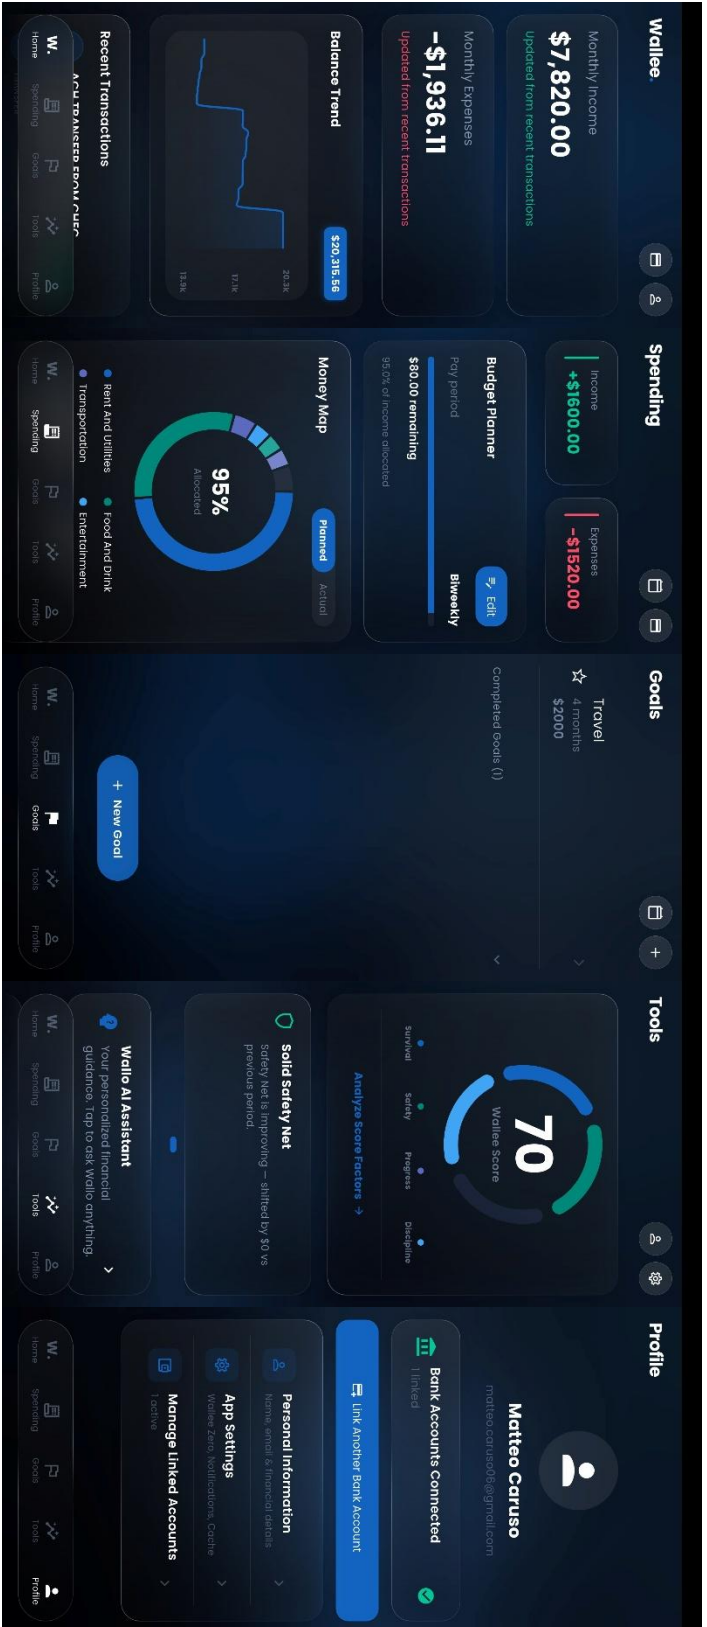 Wallee.
Monthly Income
$7,820.00
Updated from recent transactions
Monthly Expenses
-$1,936.11
Updated from recent transactions
Balance Trend
$20,315.56
20.3k
17.1k
13.9k
Recent Transactions
ACH TRANSFER FROM CHEC
W.
Home
Spending
Goals
Tools
Profile
Spending
Income
+$1600.00
Expenses
-$1520.00
Budget Planner
Edit
Pay period
Biweekly
$80.00 remaining
95.0% of income allocated
Money Map
Planned
Actual
95%
Allocated
Rent And Utilities
Food And Drink
Transportation
Entertainment
W.
Home
Spending
Goals
Tools
Profile
Goals
Travel
4 months
$2000
Completed Goals (1)
+ New Goal
W.
Home
Spending
Goals
Tools
Profile
Tools
70
Wallee Score
Survival
Safety
Progress
Discipline
Analyze Score Factors →
Solid Safety Net
Safety Net is improving — shifted by $0 vs
previous period.
Wallo AI Assistant
Your personalized financial
guidance. Tap to ask Wallo anything.
W.
Home
Spending
Goals
Tools
Profile
Profile
Matteo Caruso
matteo.caruso08@gmail.com
Bank Accounts Connected
1 linked
Link Another Bank Account
Personal Information
Name, email & financial details
App Settings
Wallee Zero, Notifications, Cache
Manage Linked Accounts
1 active
W.
Home
Spending
Goals
Tools
Profile